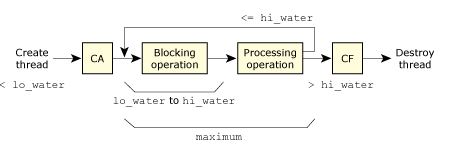 <= hi_water
Create
thread
CA
Blocking
operation
Processing
operation
CF
Destroy
thread
< lo_water
lo_water to hi_water
> hi_water
maximum